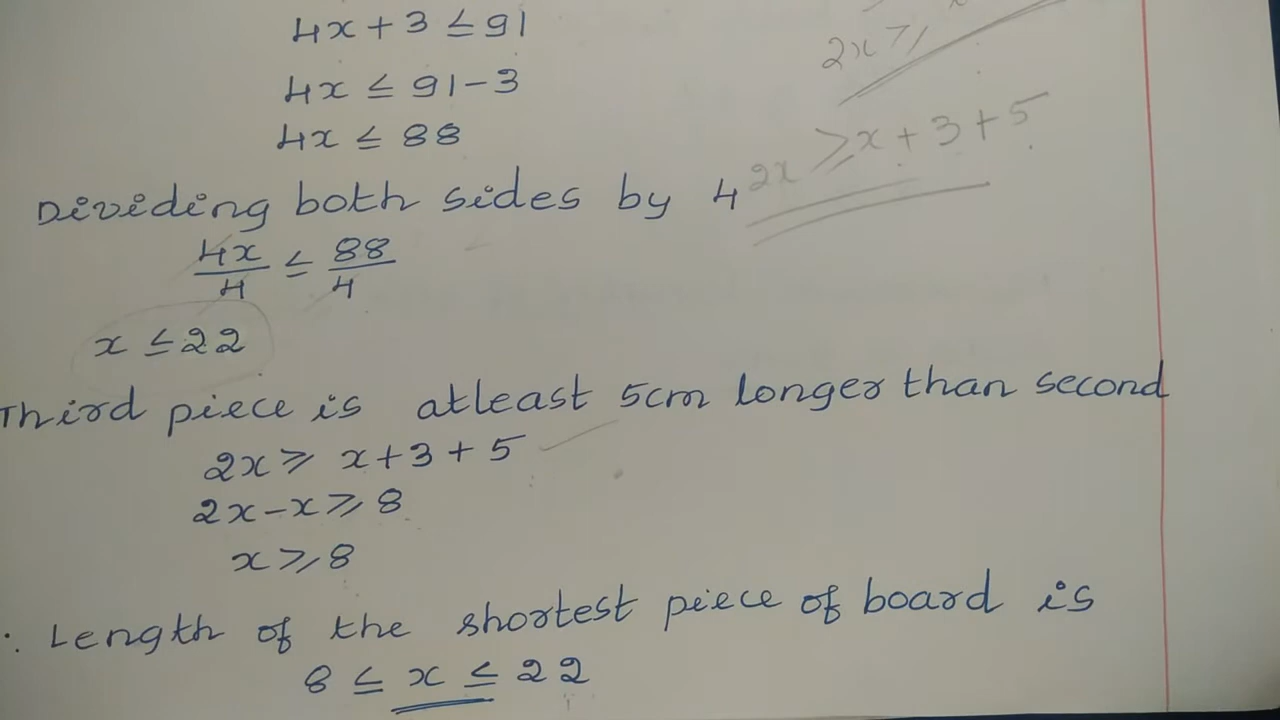 4x + 3 ≤ 91
2x ≥
4x ≤ 91 - 3
4x ≤ 88
2x ≥ x + 3 + 5
Dividing both sides by 4
4x/4 ≤ 88/4
x ≤ 22
Third piece is atleast 5cm longer than second
2x ≥ x + 3 + 5
2x - x ≥ 8
x ≥ 8
∴ Length of the shortest piece of board is
8 ≤ x ≤ 22